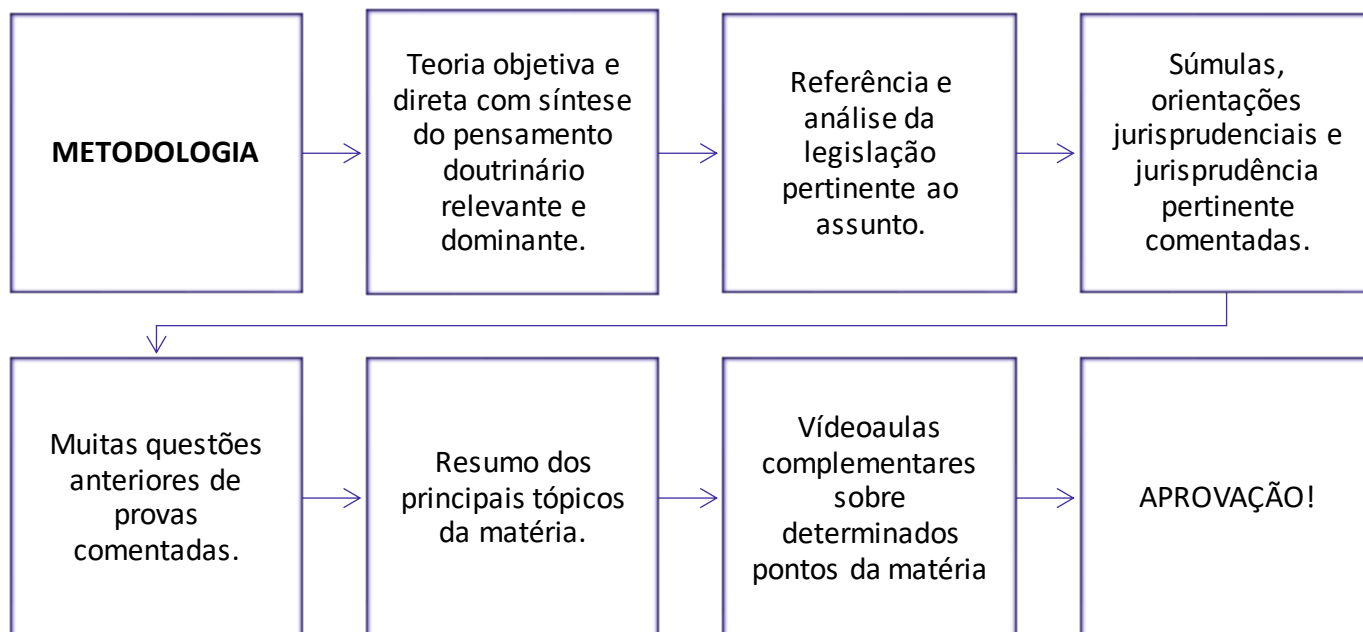 METODOLOGIA
Teoria objetiva e
direta com síntese
do pensamento
doutrinário
relevante e
dominante.
Referência e
análise da
legislação
pertinente ao
assunto.
Súmulas,
orientações
jurisprudenciais e
jurisprudência
pertinente
comentadas.
Muitas questões
anteriores de
provas
comentadas.
Resumo dos
principais tópicos
da matéria.
Vídeoaulas
complementares
sobre
determinados
pontos da matéria
APROVAÇÃO!